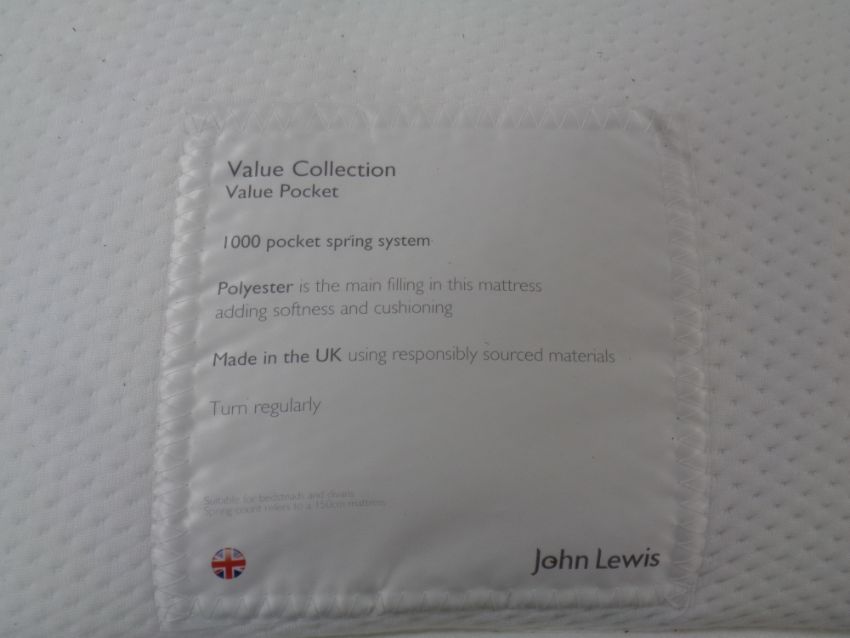 Value Collection
Value Pocket
1000 pocket spring system
Polyester is the main filling in this mattress
adding softness and cushioning
Made in the UK using responsibly sourced materials
Turn regularly
Suitable for bedsteads and divans
Spring count refers to a 150cm mattress
John Lewis